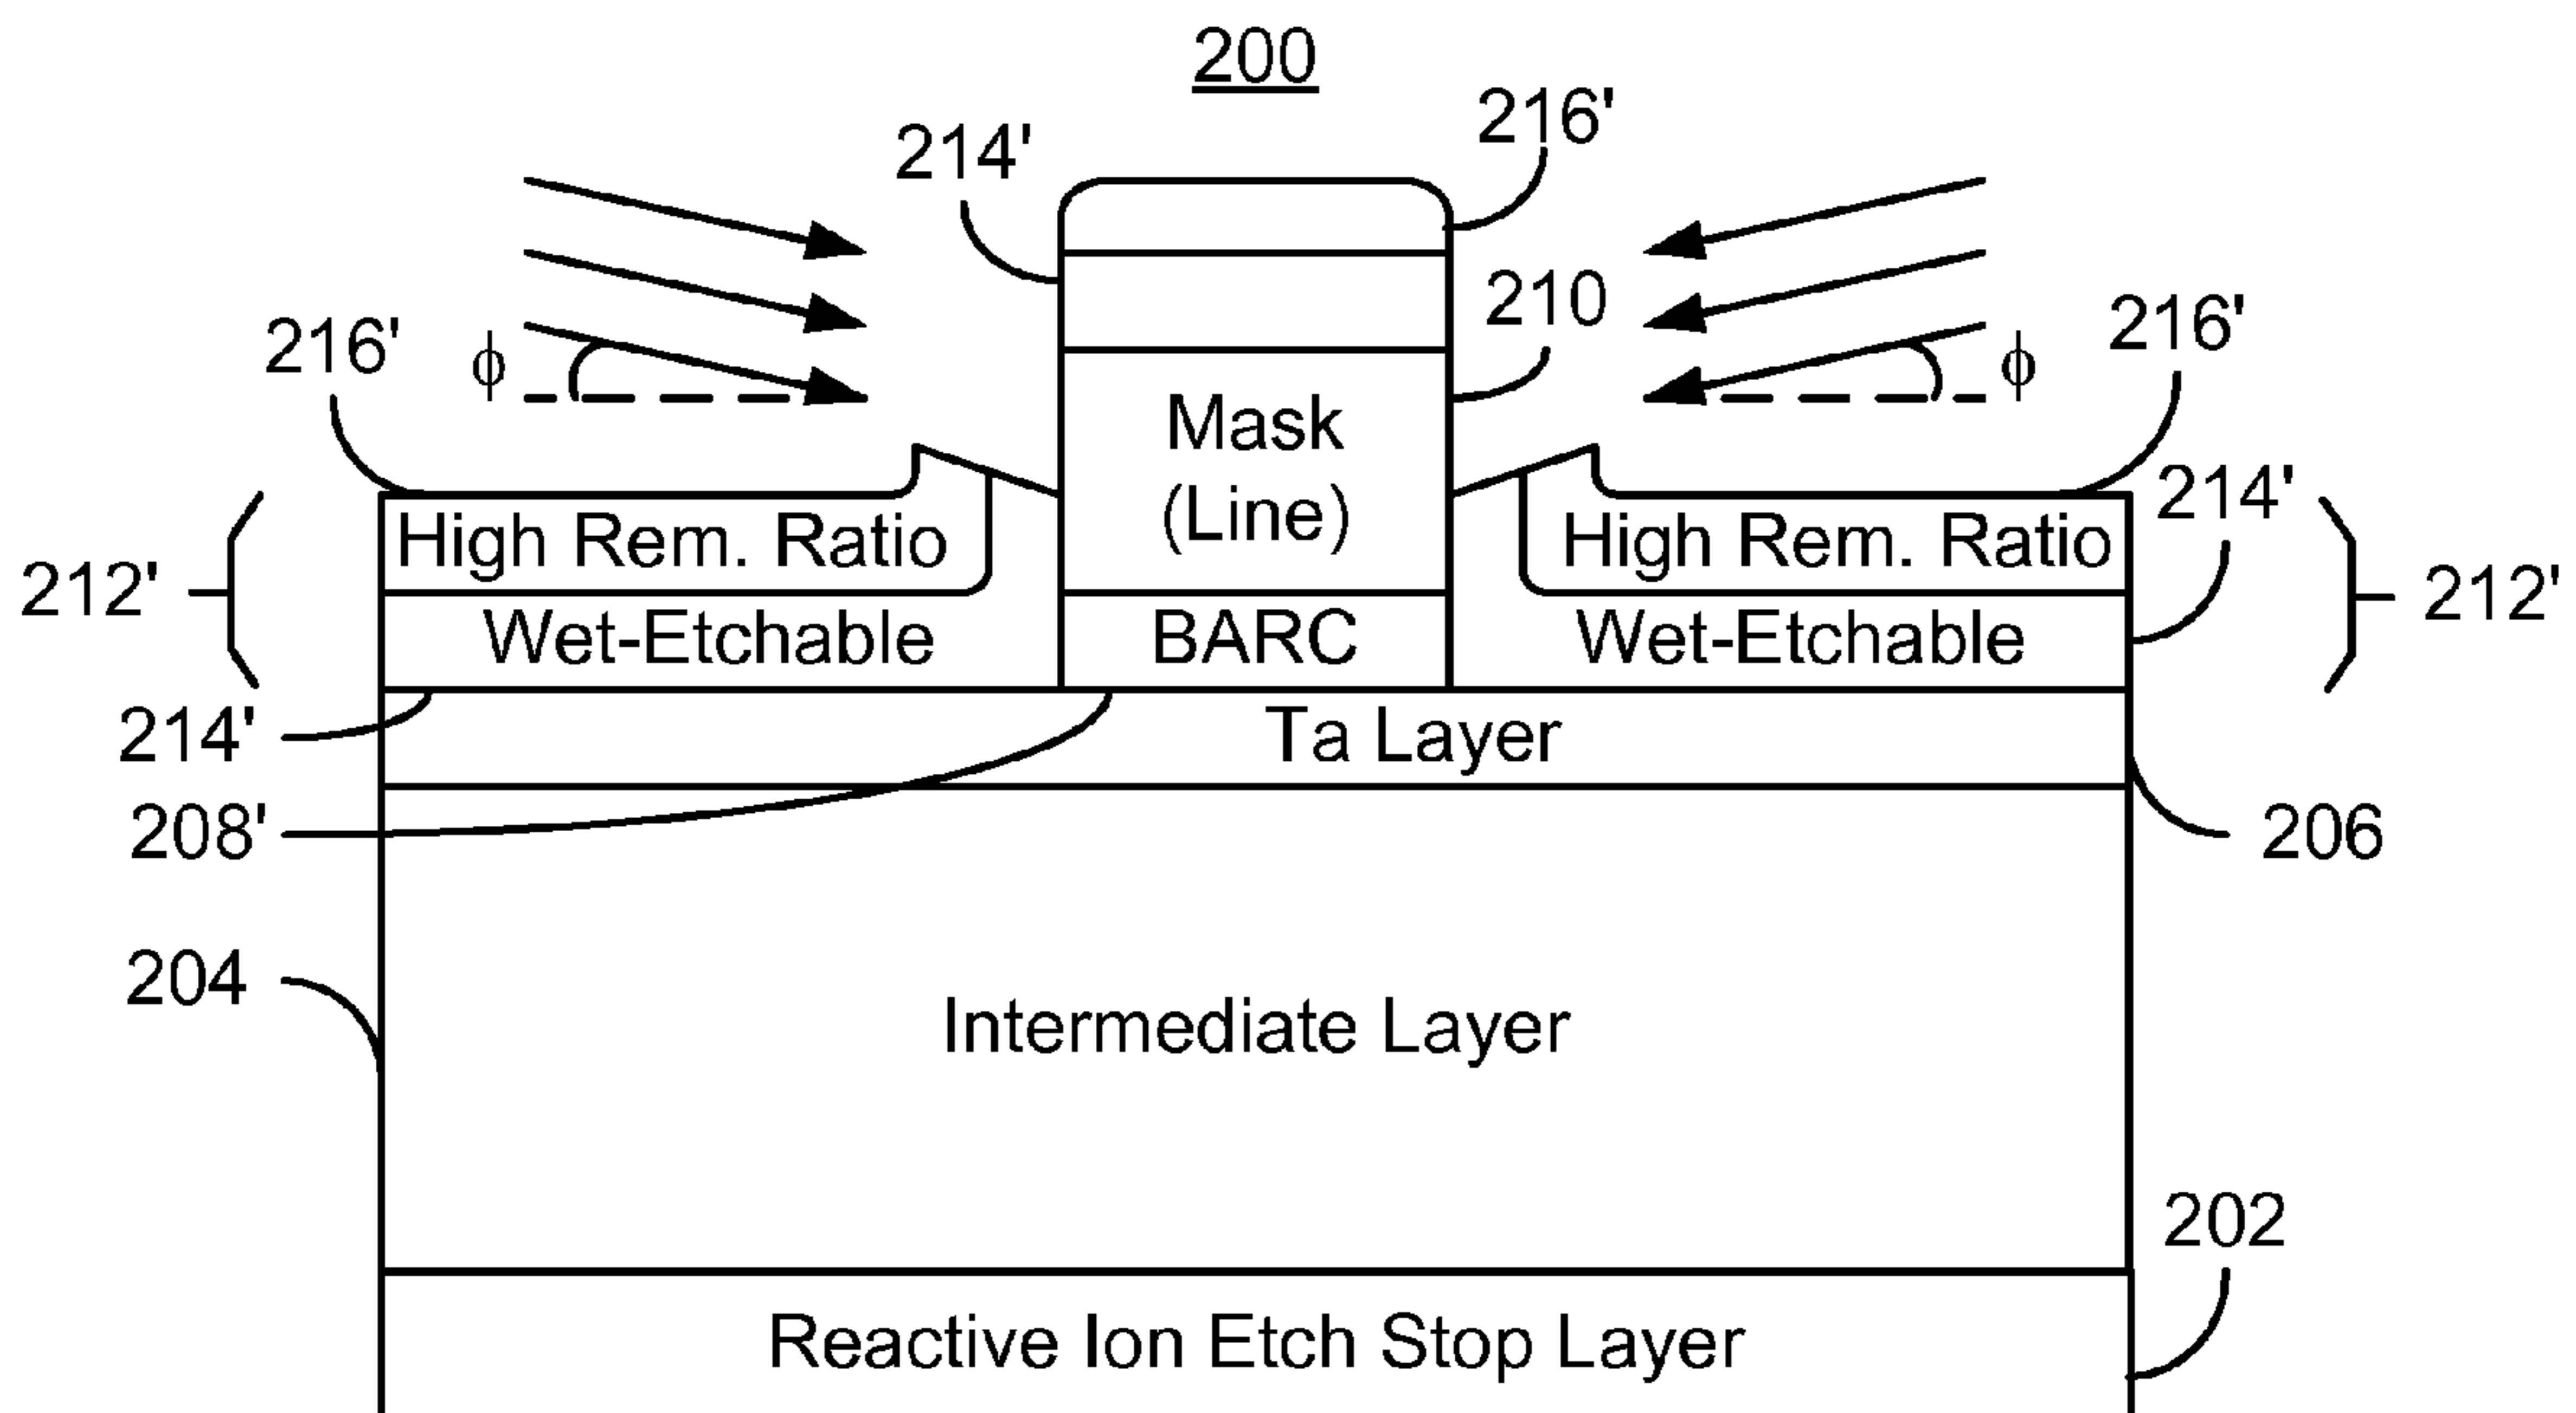 200
216'
214'
210
216'
ϕ
ϕ
216'
Mask
(Line)
214'
High Rem. Ratio
High Rem. Ratio
212'
212'
Wet-Etchable
BARC
Wet-Etchable
214'
Ta Layer
208'
206
204
Intermediate Layer
202
Reactive Ion Etch Stop Layer